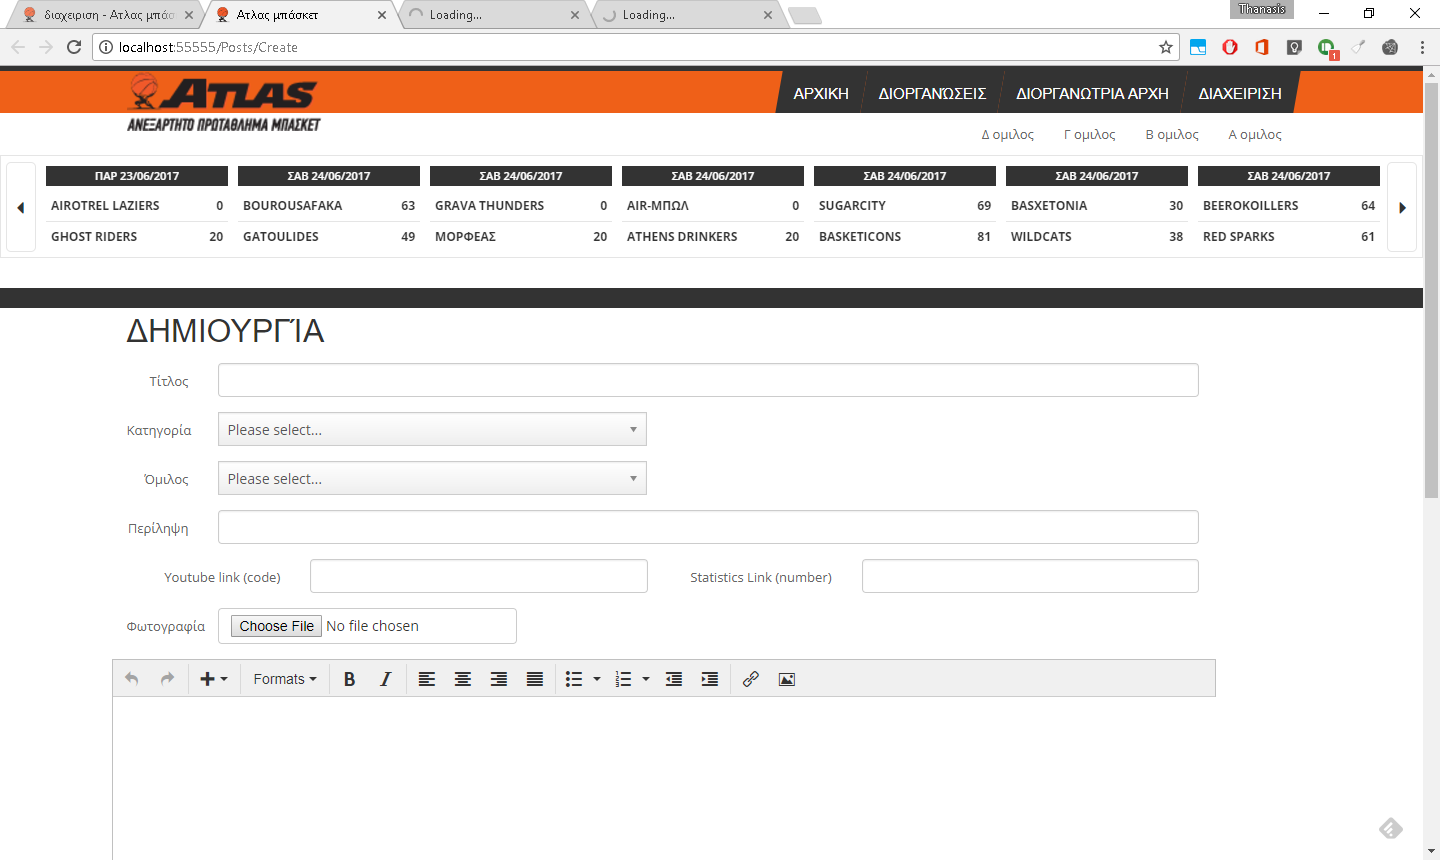 διαχειριση - Ατλας μπάσ
Ατλας μπάσκετ
Loading...
Loading...
Thanasis
localhost:55555/Posts/Create
1
ATLAS
ΑΝΕΞΑΡΤΗΤΟ ΠΡΩΤΑΘΛΗΜΑ ΜΠΑΣΚΕΤ
ΑΡΧΙΚΗ ΔΙΟΡΓΑΝΏΣΕΙΣ ΔΙΟΡΓΑΝΩΤΡΙΑ ΑΡΧΗ ΔΙΑΧΕΙΡΙΣΗ
Δ ομιλος Γ ομιλος Β ομιλος Α ομιλος
ΠΑΡ 23/06/2017 ΣΑΒ 24/06/2017 ΣΑΒ 24/06/2017 ΣΑΒ 24/06/2017 ΣΑΒ 24/06/2017 ΣΑΒ 24/06/2017 ΣΑΒ 24/06/2017
AIROTREL LAZIERS 0 BOUROUSAFAKA 63 GRAVA THUNDERS 0 AIR-ΜΠΩΛ 0 SUGARCITY 69 BASXETONIA 30 BEEROKOILLERS 64
GHOST RIDERS 20 GATOULIDES 49 ΜΟΡΦΕΑΣ 20 ATHENS DRINKERS 20 BASKETICONS 81 WILDCATS 38 RED SPARKS 61
ΔΗΜΙΟΥΡΓΊΑ
Τίτλος
Κατηγορία Please select...
Όμιλος Please select...
Περίληψη
Youtube link (code) Statistics Link (number)
Φωτογραφία Choose File No file chosen
Formats B I